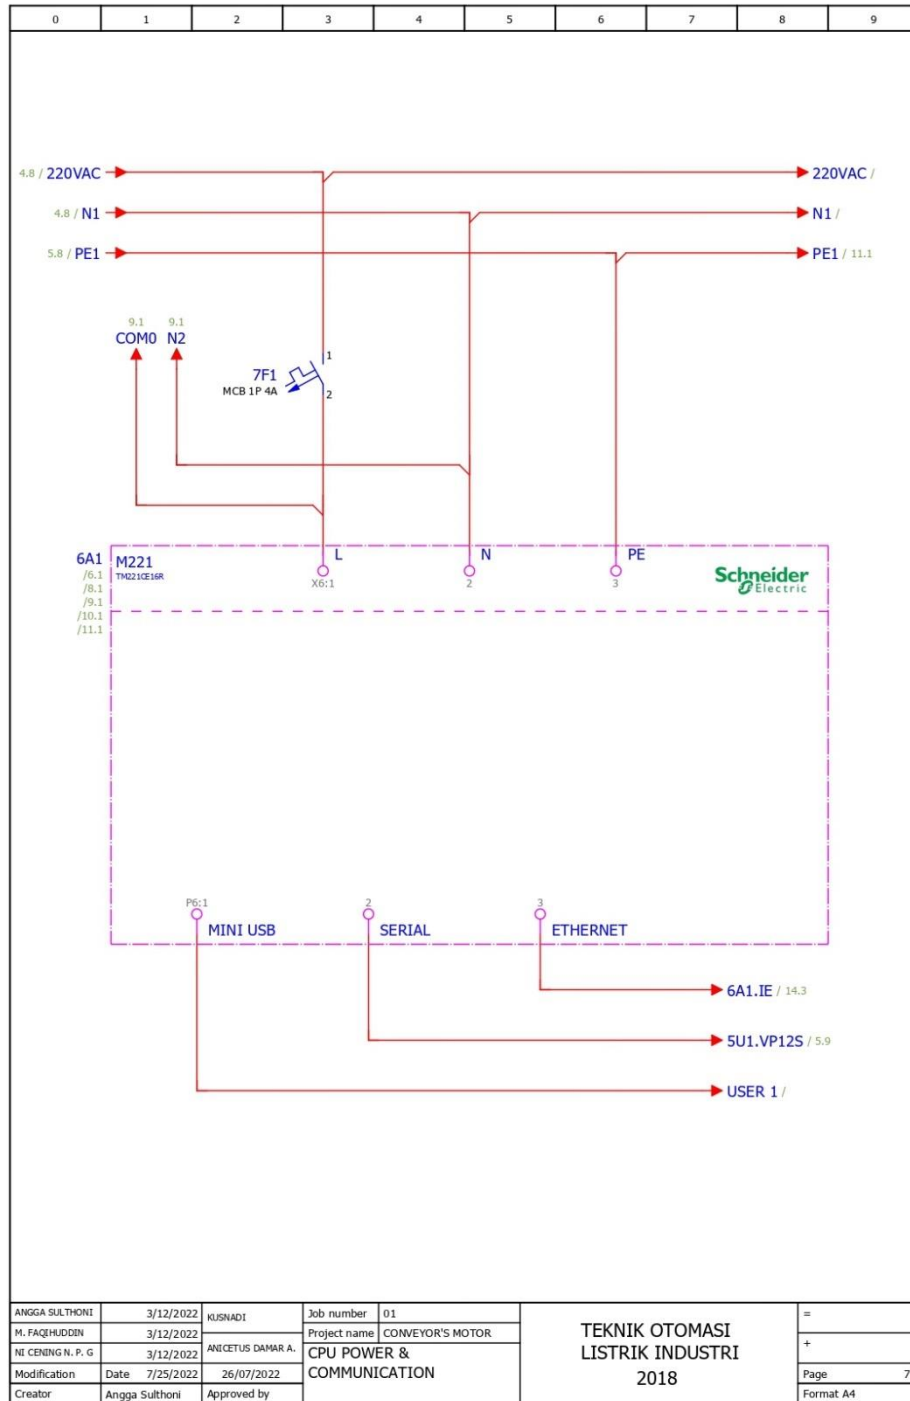 0 1 2 3 4 5 6 7 8 9
4.8 / 220VAC 220VAC /
4.8 / N1 N1 /
5.8 / PE1 PE1 / 11.1
9.1 9.1
COM0 N2
1
7F1
MCB 1P 4A
2
6A1 M221 L N PE
/6.1 TM221CE16R X6:1 2 3 Schneider
/8.1 Electric
/9.1
/10.1
/11.1
P6:1 2 3
MINI USB SERIAL ETHERNET
6A1.IE / 14.3
5U1.VP12S / 5.9
USER 1 /
ANGGA SULTHONI 3/12/2022 KUSNADI Job number 01 =
M. FAQIHUDDIN 3/12/2022 Project name CONVEYOR'S MOTOR TEKNIK OTOMASI
NI CENING N. P. G 3/12/2022 ANICETUS DAMAR A. CPU POWER & LISTRIK INDUSTRI +
Modification Date 7/25/2022 26/07/2022 COMMUNICATION 2018 Page 7
Creator Angga Sulthoni Approved by Format A4